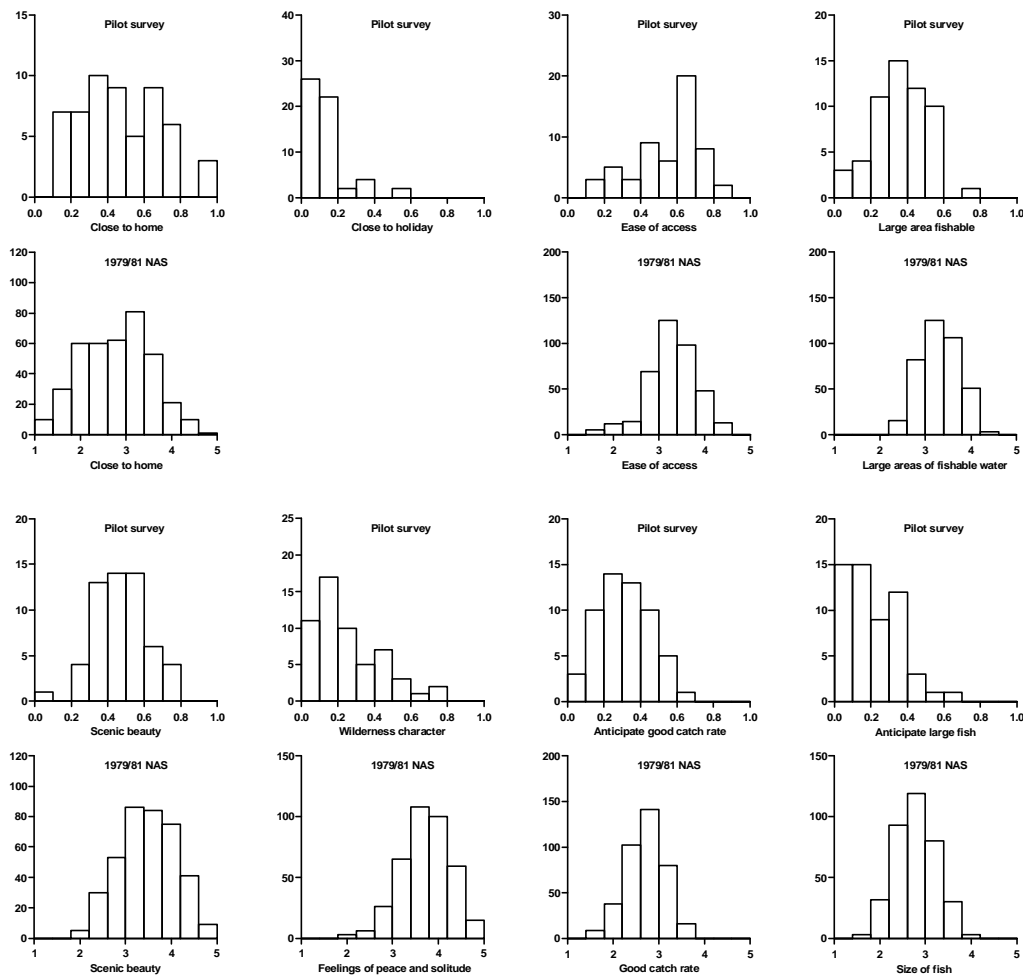 Pilot survey
15
10
5
0
0.0 0.2 0.4 0.6 0.8 1.0
Close to home
Pilot survey
40
30
20
10
0
0.0 0.2 0.4 0.6 0.8 1.0
Close to holiday
Pilot survey
30
20
10
0
0.0 0.2 0.4 0.6 0.8 1.0
Ease of access
Pilot survey
20
15
10
5
0
0.0 0.2 0.4 0.6 0.8 1.0
Large area fishable
1979/81 NAS
120
100
80
60
40
20
0
1 2 3 4 5
Close to home
1979/81 NAS
200
150
100
50
0
1 2 3 4 5
Ease of access
1979/81 NAS
200
150
100
50
0
1 2 3 4 5
Large areas of fishable water
Pilot survey
20
15
10
5
0
0.0 0.2 0.4 0.6 0.8 1.0
Scenic beauty
Pilot survey
25
20
15
10
5
0
0.0 0.2 0.4 0.6 0.8 1.0
Wilderness character
Pilot survey
20
15
10
5
0
0.0 0.2 0.4 0.6 0.8 1.0
Anticipate good catch rate
Pilot survey
20
15
10
5
0
0.0 0.2 0.4 0.6 0.8 1.0
Anticipate large fish
1979/81 NAS
120
100
80
60
40
20
0
1 2 3 4 5
Scenic beauty
1979/81 NAS
150
100
50
0
1 2 3 4 5
Feelings of peace and solitude
1979/81 NAS
200
150
100
50
0
1 2 3 4 5
Good catch rate
1979/81 NAS
150
100
50
0
1 2 3 4 5
Size of fish